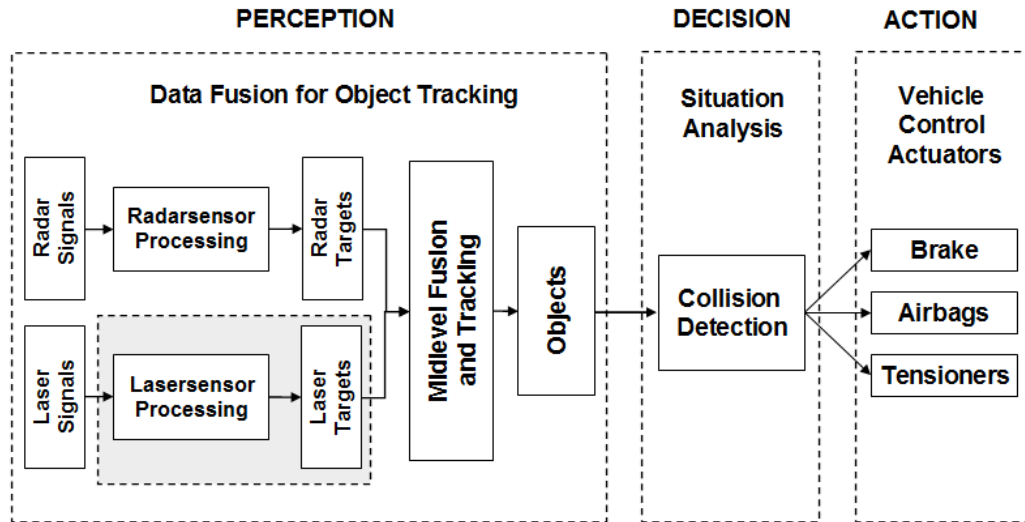 PERCEPTION
DECISION
ACTION
Data Fusion for Object Tracking
Situation
Analysis
Vehicle
Control
Actuators
Radar
Signals
Radarsensor
Processing
Radar
Targets
Laser
Signals
Lasersensor
Processing
Laser
Targets
Midlevel Fusion
and Tracking
Objects
Collision
Detection
Brake
Airbags
Tensioners